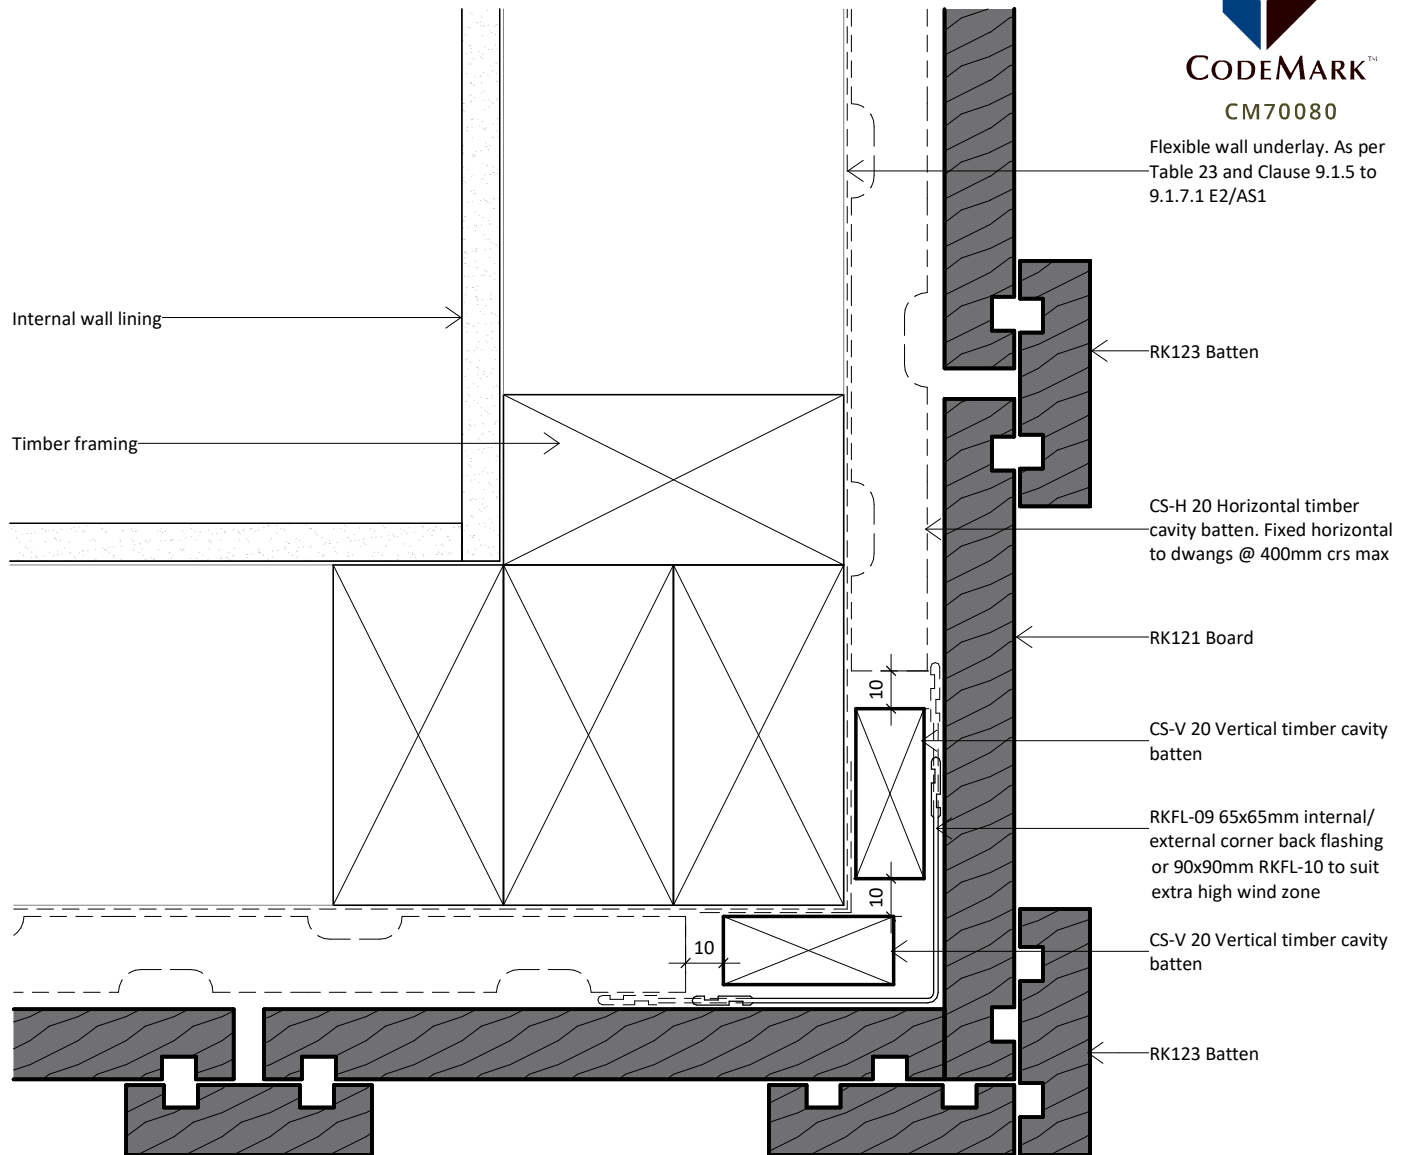 CODEMARK™
CM70080
Flexible wall underlay. As per
Table 23 and Clause 9.1.5 to
9.1.7.1 E2/AS1
Internal wall lining
RK123 Batten
Timber framing
CS-H 20 Horizontal timber
cavity batten. Fixed horizontal
to dwangs @ 400mm crs max
RK121 Board
10
CS-V 20 Vertical timber cavity
batten
RKFL-09 65x65mm internal/
external corner back flashing
or 90x90mm RKFL-10 to suit
extra high wind zone
10
CS-V 20 Vertical timber cavity
batten
10
RK123 Batten